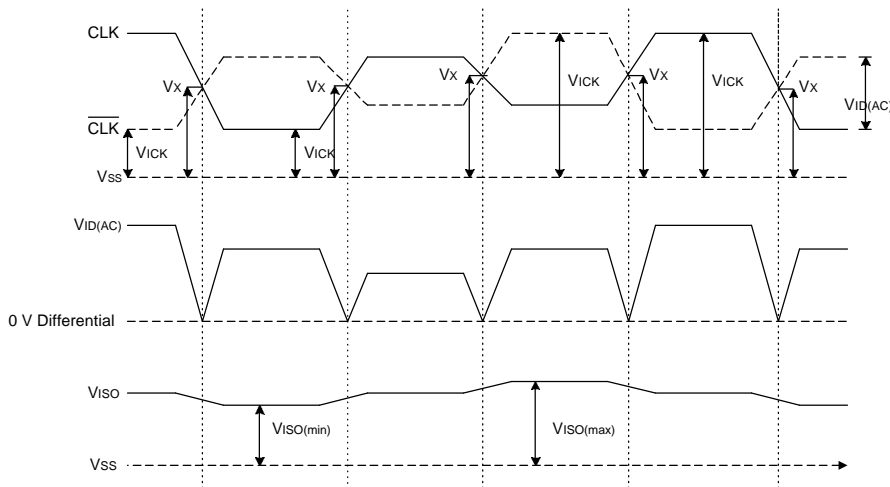 CLK
Vx Vx Vx VICK Vx VICK Vx
VID(AC)
CLK
VICK VICK
Vss
VID(AC)
0 V Differential
VISO
VISO(min) VISO(max)
Vss